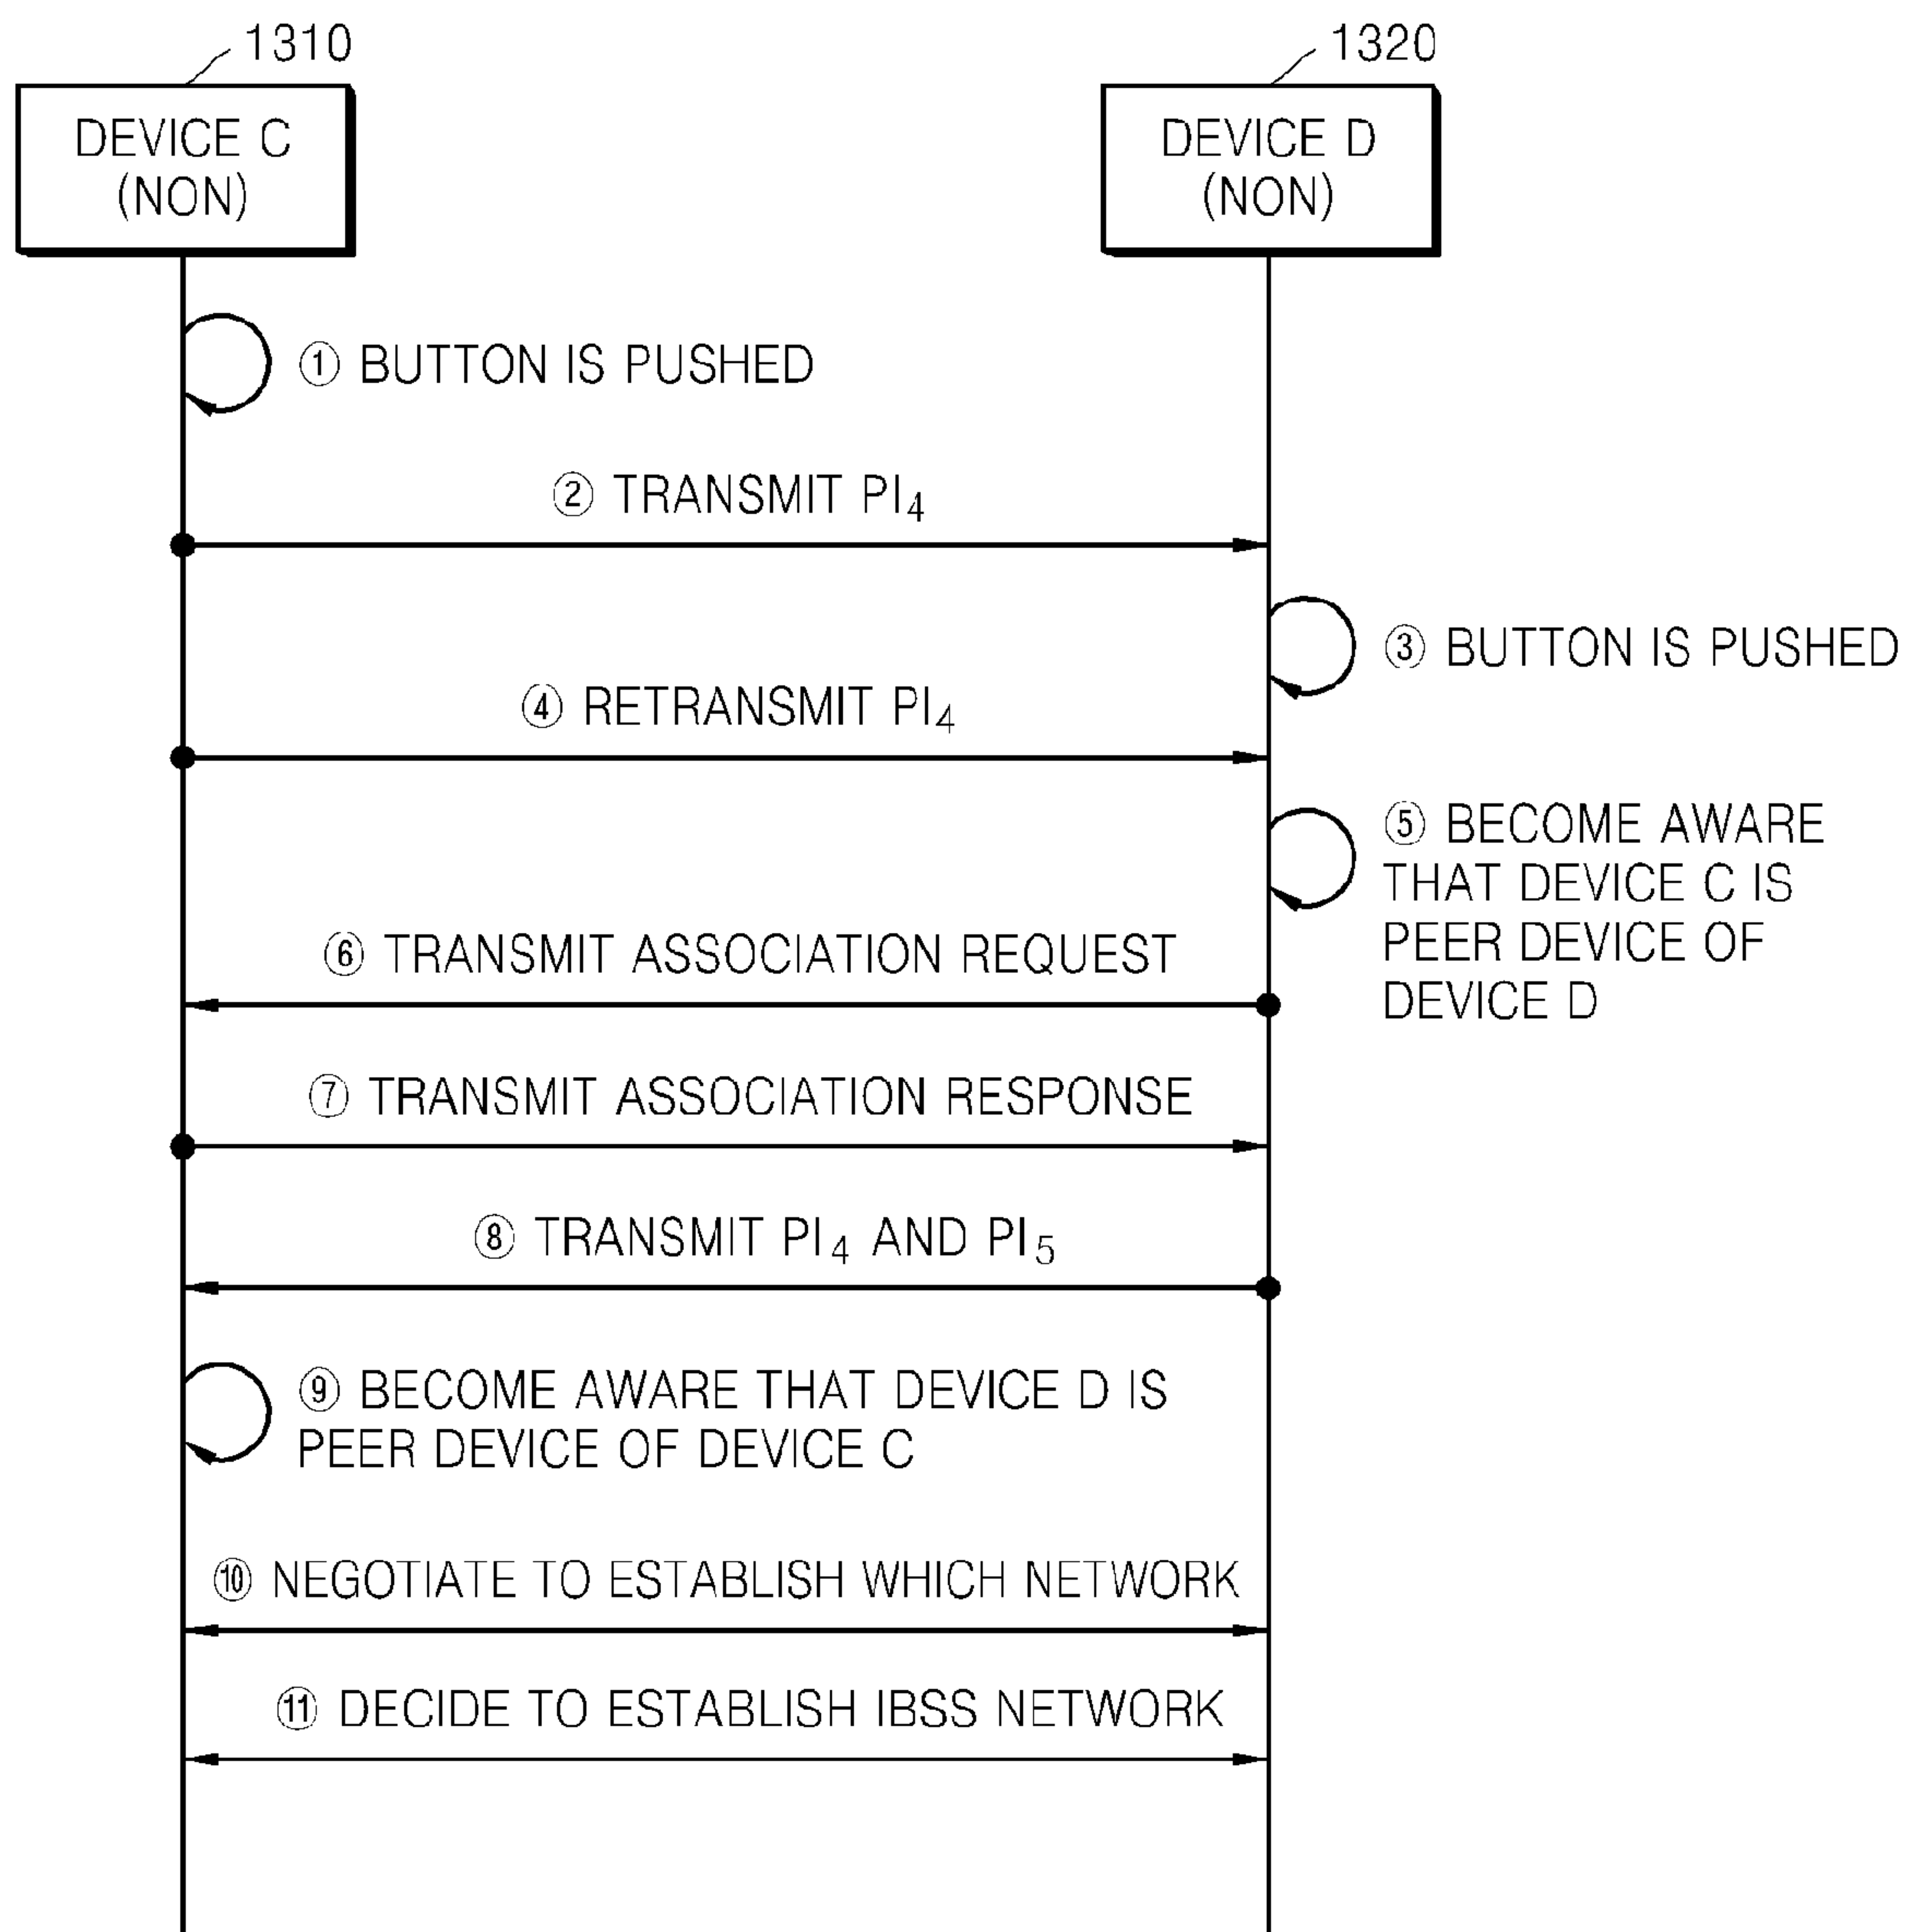 1310
1320
DEVICE C
(NON)
DEVICE D
(NON)
① BUTTON IS PUSHED
② TRANSMIT PI₄
③ BUTTON IS PUSHED
④ RETRANSMIT PI₄
⑤ BECOME AWARE
THAT DEVICE C IS
PEER DEVICE OF
DEVICE D
⑥ TRANSMIT ASSOCIATION REQUEST
⑦ TRANSMIT ASSOCIATION RESPONSE
⑧ TRANSMIT PI₄ AND PI₅
⑨ BECOME AWARE THAT DEVICE D IS
PEER DEVICE OF DEVICE C
⑩ NEGOTIATE TO ESTABLISH WHICH NETWORK
⑪ DECIDE TO ESTABLISH IBSS NETWORK